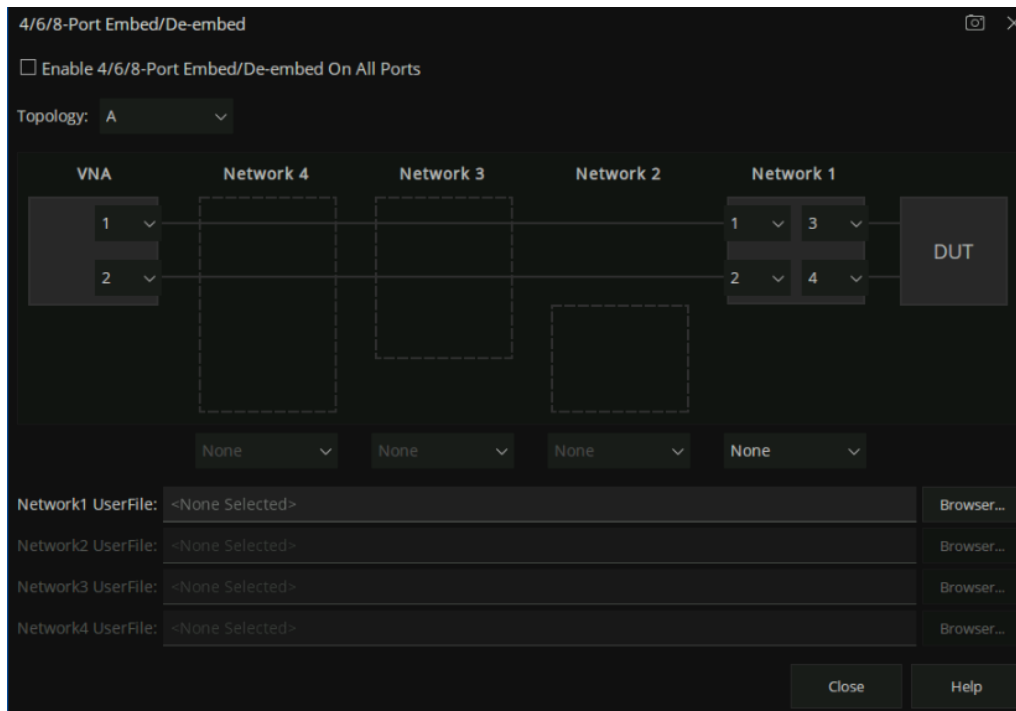 4/6/8-Port Embed/De-embed
Enable 4/6/8-Port Embed/De-embed On All Ports
Topology: A
VNA Network 4 Network 3 Network 2 Network 1
1 1 3
DUT
2 2 4
None None None None
Network1 UserFile: <None Selected> Browser...
Network2 UserFile: <None Selected> Browser...
Network3 UserFile: <None Selected> Browser...
Network4 UserFile: <None Selected> Browser...
Close Help